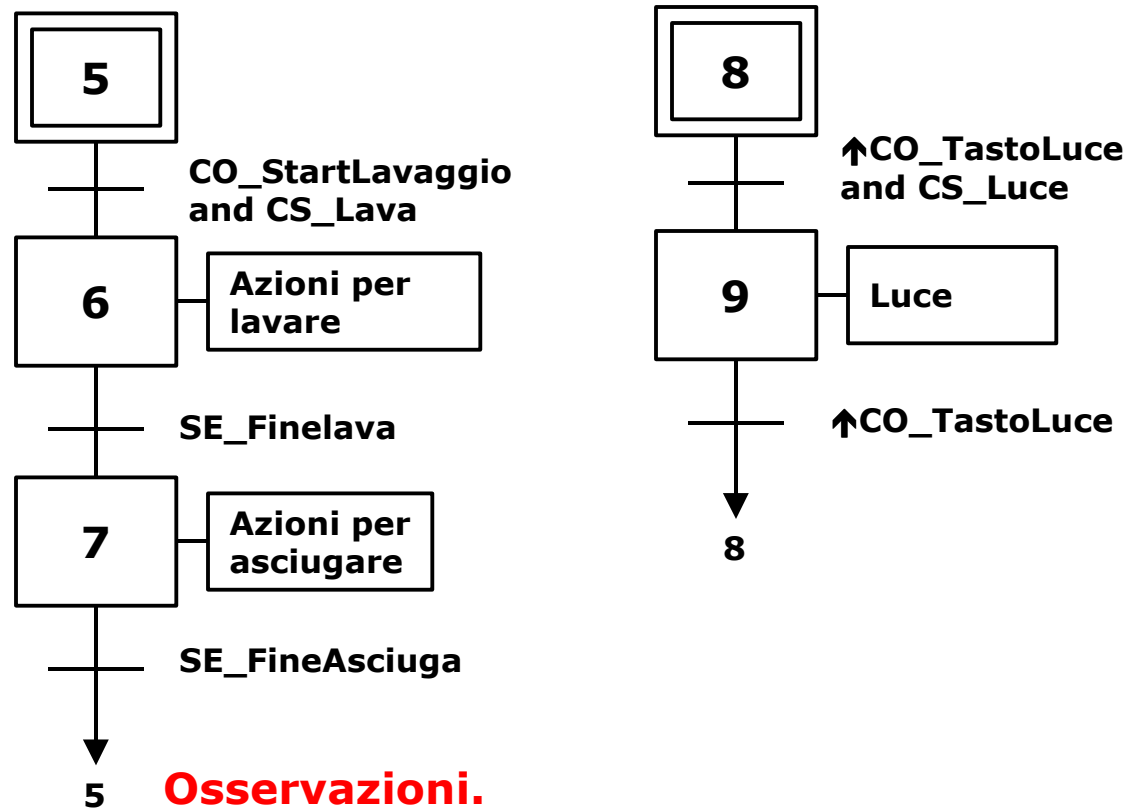 5
CO_StartLavaggio
and CS_Lava
6
Azioni per
lavare
SE_Finelava
7
Azioni per
asciugare
SE_FineAsciuga
5
8
↑CO_TastoLuce
and CS_Luce
9
Luce
↑CO_TastoLuce
8
Osservazioni.